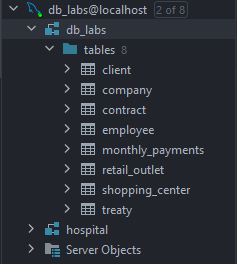 db_labs@localhost 2 of 8
db_labs
tables 8
client
company
contract
employee
monthly_payments
retail_outlet
shopping_center
treaty
hospital
Server Objects